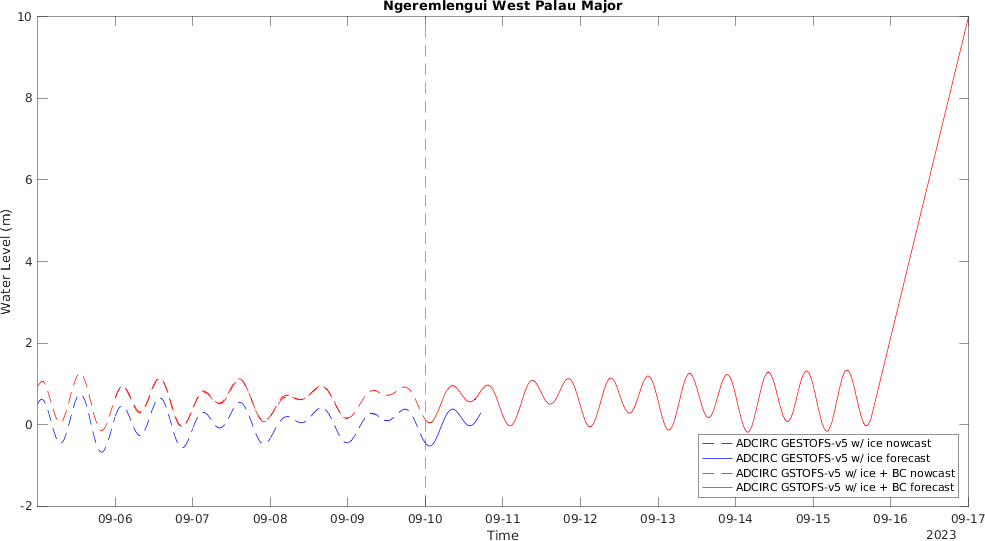 Ngeremlengui West Palau Major
10
8
6
4
2
0
-2
Water Level (m)
ADCIRC GESTOFS-v5 w/ ice nowcast
ADCIRC GESTOFS-v5 w/ ice forecast
ADCIRC GSTOFS-v5 w/ ice + BC nowcast
ADCIRC GSTOFS-v5 w/ ice + BC forecast
09-06 09-07 09-08 09-09 09-10 09-11 09-12 09-13 09-14 09-15 09-16 09-17
Time
2023